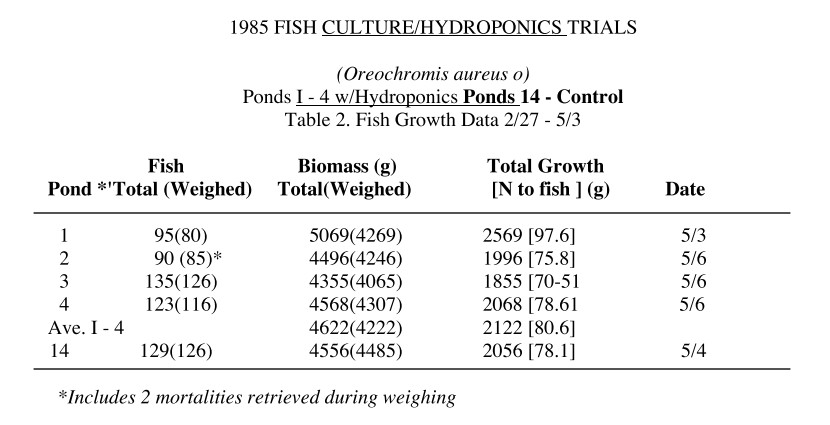 1985 FISH CULTURE/HYDROPONICS TRIALS
(Oreochromis aureus o)
Ponds I - 4 w/Hydroponics Ponds 14 - Control
Table 2. Fish Growth Data 2/27 - 5/3
Fish Biomass (g) Total Growth
Pond *'Total (Weighed) Total(Weighed) [N to fish ] (g) Date
1 95(80) 5069(4269) 2569 [97.6] 5/3
2 90 (85)* 4496(4246) 1996 [75.8] 5/6
3 135(126) 4355(4065) 1855 [70-51 5/6
4 123(116) 4568(4307) 2068 [78.61 5/6
Ave. I - 4 4622(4222) 2122 [80.6]
14 129(126) 4556(4485) 2056 [78.1] 5/4
*Includes 2 mortalities retrieved during weighing